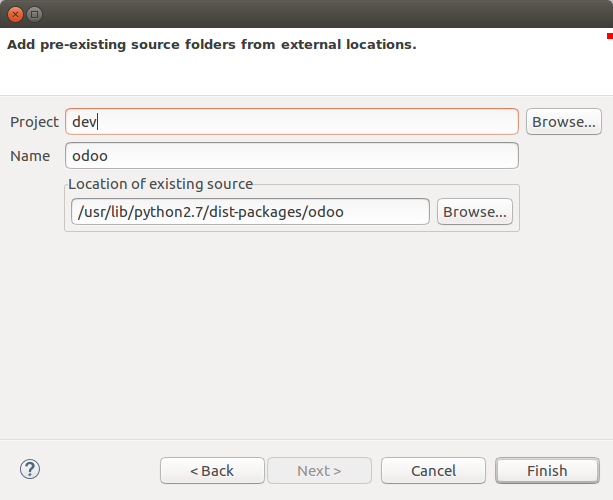 Add pre-existing source folders from external locations.
Project dev Browse...
Name odoo
Location of existing source
/usr/lib/python2.7/dist-packages/odoo Browse...
? < Back Next > Cancel Finish